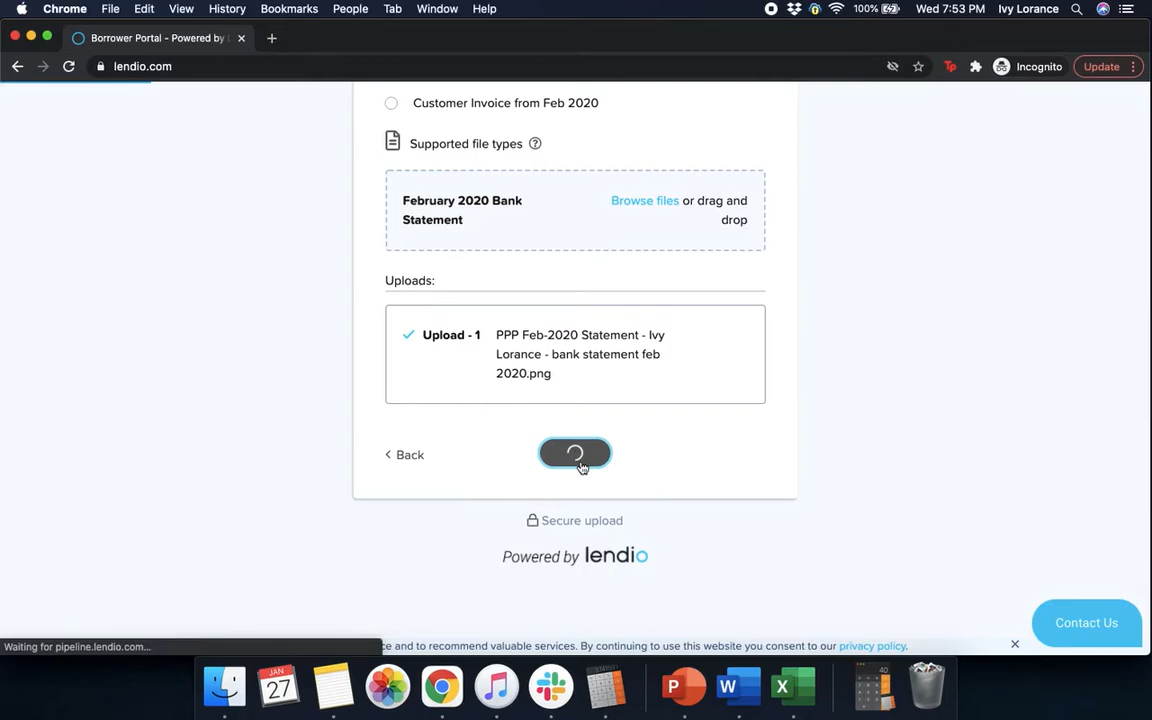 Chrome File Edit View History Bookmarks People Tab Window Help 100% Wed 7:53 PM Ivy Lorance
Borrower Portal - Powered by
lendio.com Incognito Update
Customer Invoice from Feb 2020
Supported file types ?
February 2020 Bank
Statement
Browse files or drag and
drop
Uploads:
Upload - 1
PPP Feb-2020 Statement - Ivy
Lorance - bank statement feb
2020.png
< Back
Secure upload
Powered by lendio
Contact Us
Waiting for pipeline.lendio.com...
ce and to recommend valuable services. By continuing to use this website you consent to our privacy policy.
JAN
27
P
W
X
40